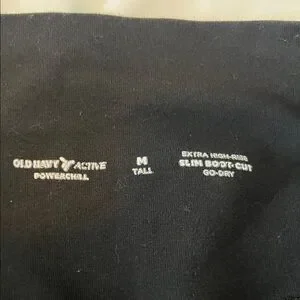 OLD NAVY ACTIVE
POWERCHILL
M
TALL
EXTRA HIGH-RISE
SLIM BOOT-CUT
GO-DRY